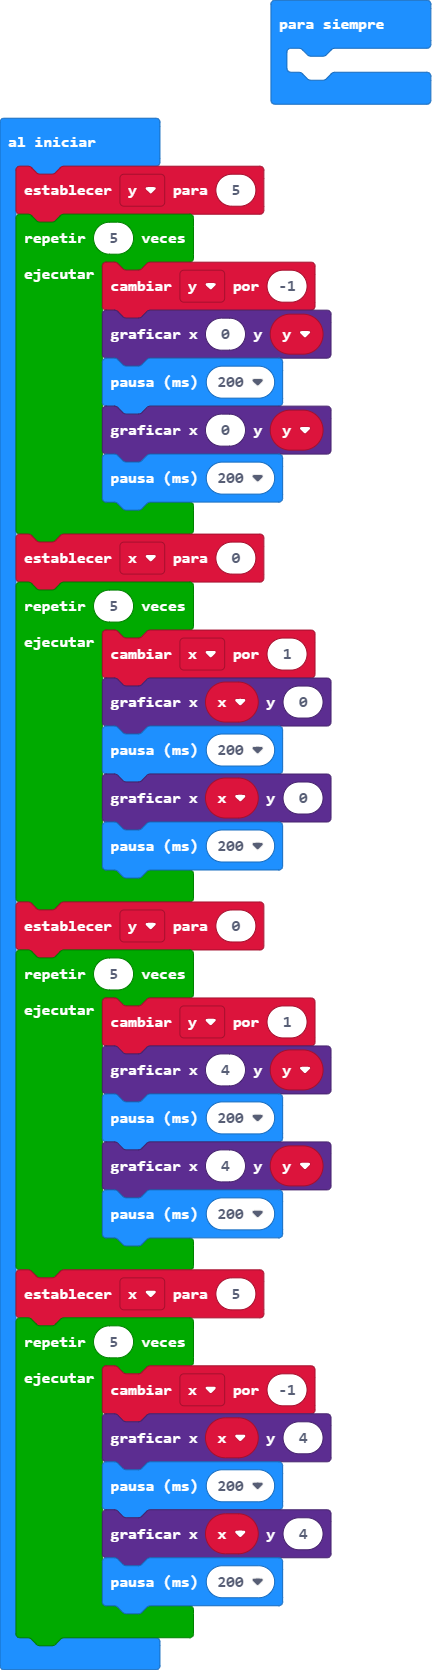 para siempre
al iniciar
establecer y para 5
repetir 5 veces
ejecutar
cambiar y por -1
graficar x 0 y y
pausa (ms) 200
graficar x 0 y y
pausa (ms) 200
establecer x para 0
repetir 5 veces
ejecutar
cambiar x por 1
graficar x x y 0
pausa (ms) 200
graficar x x y 0
pausa (ms) 200
establecer y para 0
repetir 5 veces
ejecutar
cambiar y por 1
graficar x 4 y y
pausa (ms) 200
graficar x 4 y y
pausa (ms) 200
establecer x para 5
repetir 5 veces
ejecutar
cambiar x por -1
graficar x x y 4
pausa (ms) 200
graficar x x y 4
pausa (ms) 200